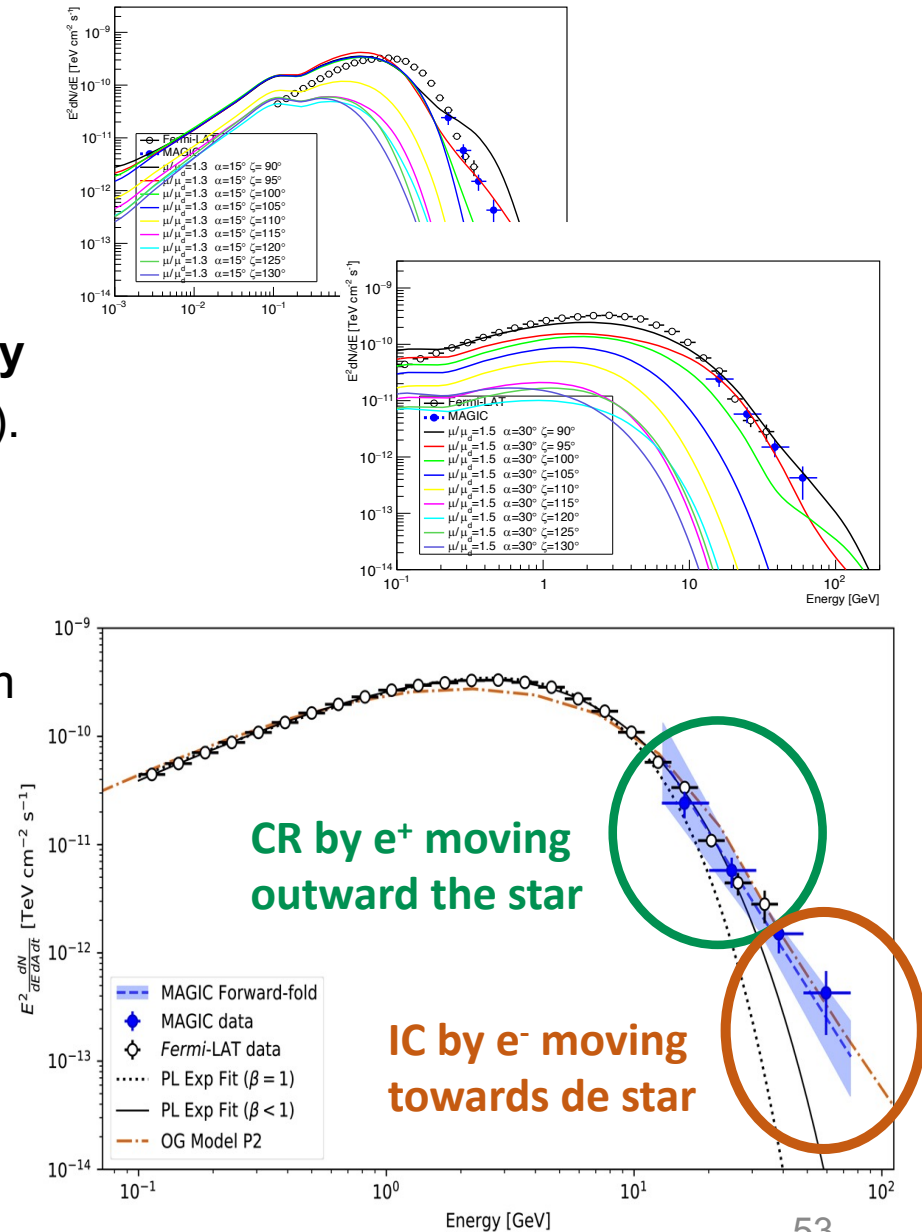 E²dN/dE [TeV cm⁻² s⁻¹]
10⁻⁹
10⁻¹⁰
10⁻¹¹
10⁻¹²
10⁻¹³
10⁻¹⁴
Fermi-LAT
MAGIC
μ/μd=1.3 α=15° ζ= 90°
μ/μd=1.3 α=15° ζ= 95°
μ/μd=1.3 α=15° ζ=100°
μ/μd=1.3 α=15° ζ=105°
μ/μd=1.3 α=15° ζ=110°
μ/μd=1.3 α=15° ζ=115°
μ/μd=1.3 α=15° ζ=120°
μ/μd=1.3 α=15° ζ=125°
μ/μd=1.3 α=15° ζ=130°
10⁻³ 10⁻² 10⁻¹
y
).
E²dN/dE [TeV cm⁻² s⁻¹]
10⁻⁹
10⁻¹⁰
10⁻¹¹
10⁻¹²
10⁻¹³
10⁻¹⁴
Fermi-LAT
MAGIC
μ/μd=1.5 α=30° ζ= 90°
μ/μd=1.5 α=30° ζ= 95°
μ/μd=1.5 α=30° ζ=100°
μ/μd=1.5 α=30° ζ=105°
μ/μd=1.5 α=30° ζ=110°
μ/μd=1.5 α=30° ζ=115°
μ/μd=1.5 α=30° ζ=120°
μ/μd=1.5 α=30° ζ=125°
μ/μd=1.5 α=30° ζ=130°
10⁻¹ 1 10 10²
Energy [GeV]
E² dN/dE dA dt [TeV cm⁻² s⁻¹]
10⁻⁹
10⁻¹⁰
10⁻¹¹
10⁻¹²
10⁻¹³
10⁻¹⁴
CR by e⁺ moving
outward the star
IC by e⁻ moving
towards de star
MAGIC Forward-fold
MAGIC data
Fermi-LAT data
PL Exp Fit (β = 1)
PL Exp Fit (β < 1)
OG Model P2
10⁻¹ 10⁰ 10¹ 10²
Energy [GeV]
53